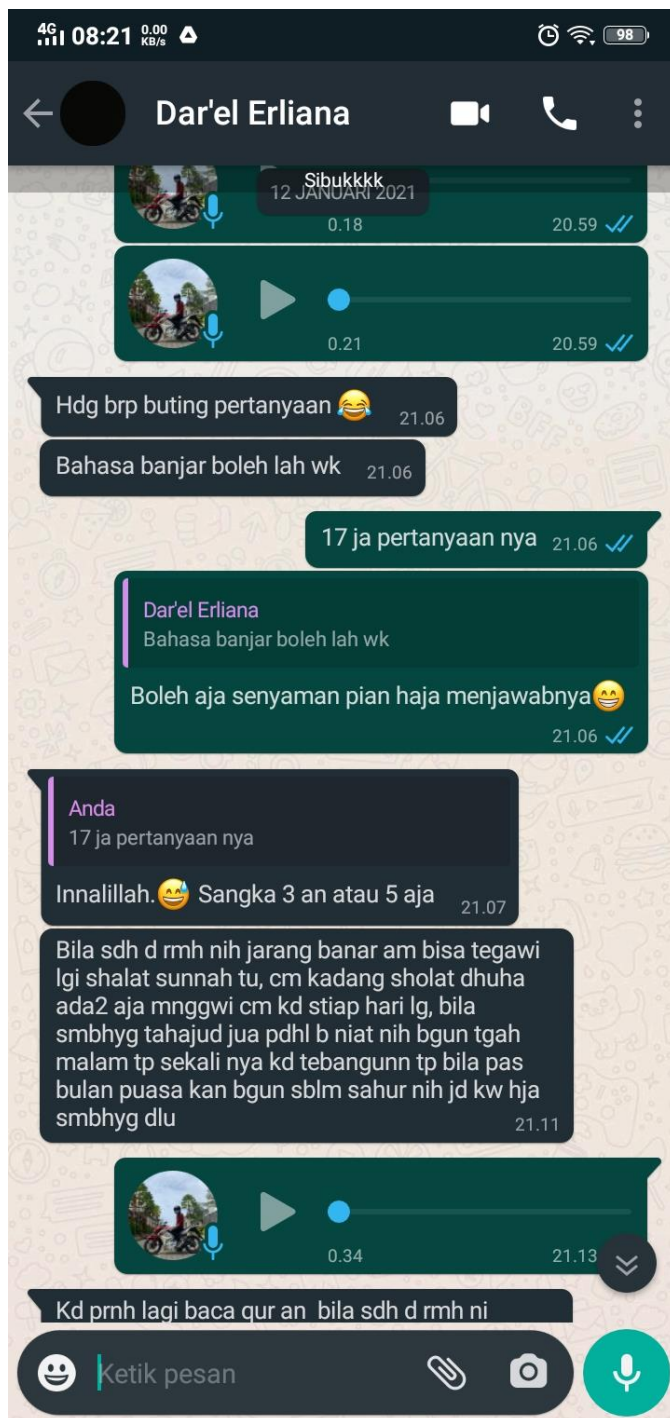 4G 08:21 0.00 KB/s 98
Dar'el Erliana
Sibukkkk
12 JANUARI 2021
0.18 20.59
0.21 20.59
Hdg brp buting pertanyaan 😂 21.06
Bahasa banjar boleh lah wk 21.06
17 ja pertanyaan nya 21.06
Dar'el Erliana
Bahasa banjar boleh lah wk
Boleh aja senyaman pian haja menjawabnya😁
21.06
Anda
17 ja pertanyaan nya
Innalillah.😅 Sangka 3 an atau 5 aja 21.07
Bila sdh d rmh nih jarang banar am bisa tegawi
lgi shalat sunnah tu, cm kadang sholat dhuha
ada2 aja mnggwi cm kd stiap hari lg, bila
smbhyg tahajud jua pdhl b niat nih bgun tgah
malam tp sekali nya kd tebangunn tp bila pas
bulan puasa kan bgun sblm sahur nih jd kw hja
smbhyg dlu 21.11
0.34 21.13
Kd prnh lagi baca qur an bila sdh d rmh ni
Ketik pesan